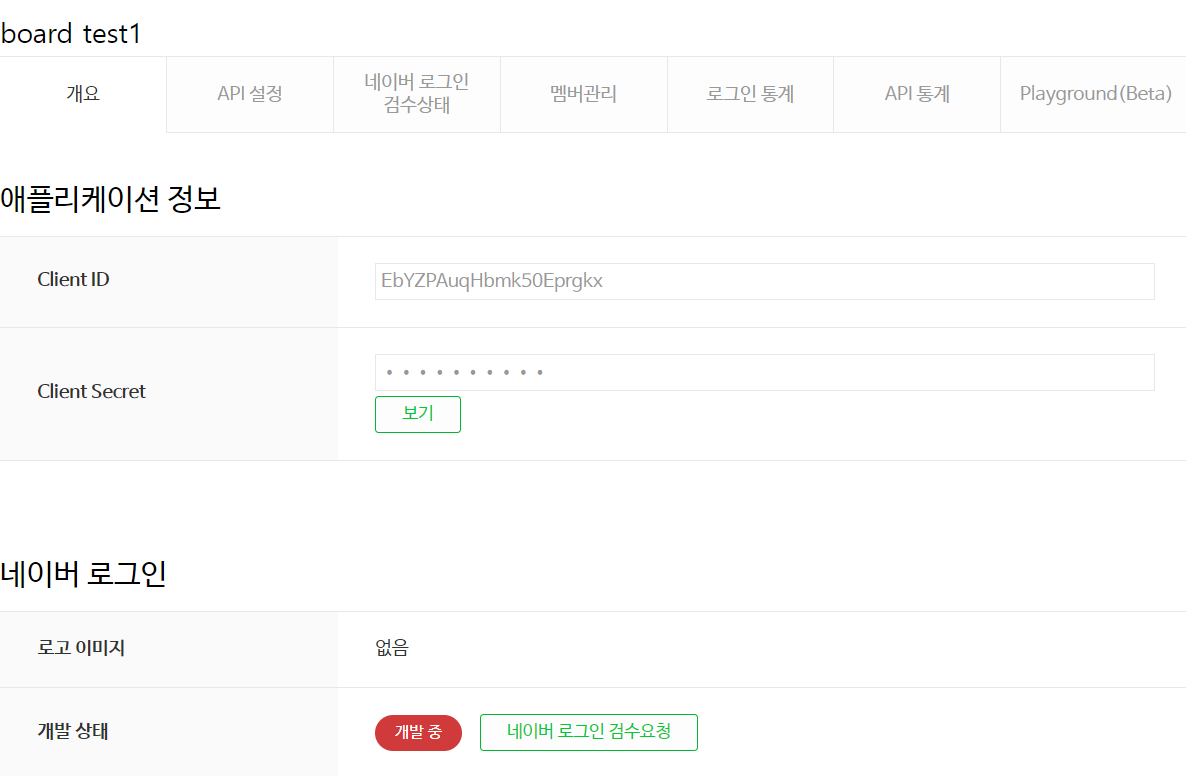 board test1
개요
API 설정
네이버 로그인
검수상태
멤버관리
로그인 통계
API 통계
Playground(Beta)
애플리케이션 정보
Client ID
EbYZPAuqHbmk50Eprgkx
Client Secret
••••••••••
보기
네이버 로그인
로고 이미지
없음
개발 상태
개발 중
네이버 로그인 검수요청